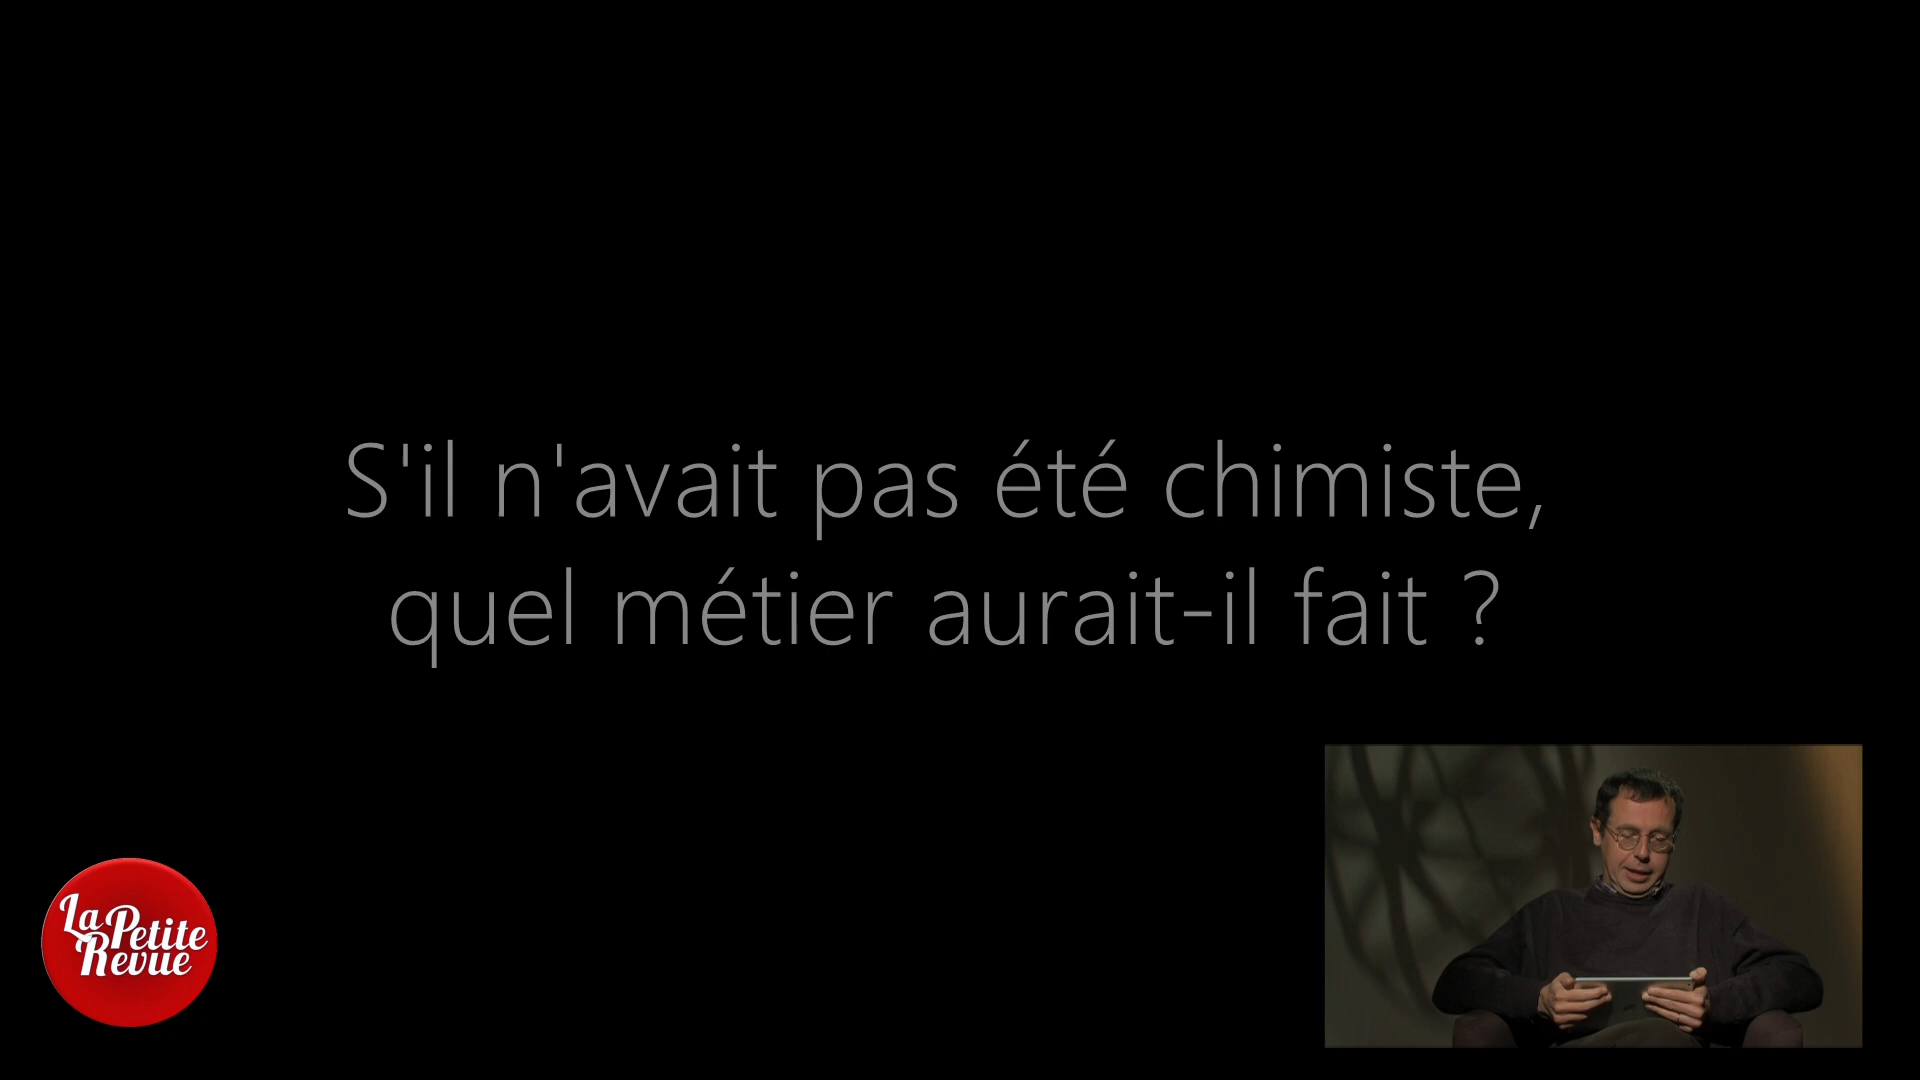 S'il n'avait pas été chimiste,
quel métier aurait-il fait ?
La Petite
Revue